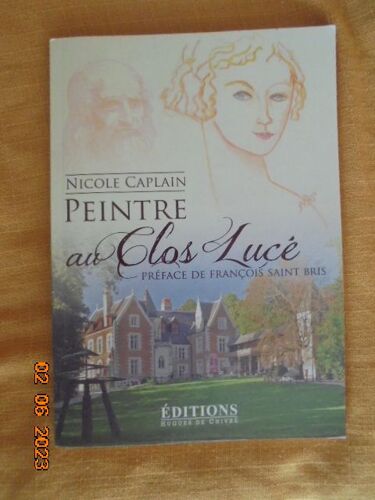 NICOLE CAPLAIN
PEINTRE
au Clos Lucé
PRÉFACE DE FRANÇOIS SAINT BRIS
ÉDITIONS
HUGUES DE CHIVRÉ
02 06 2023